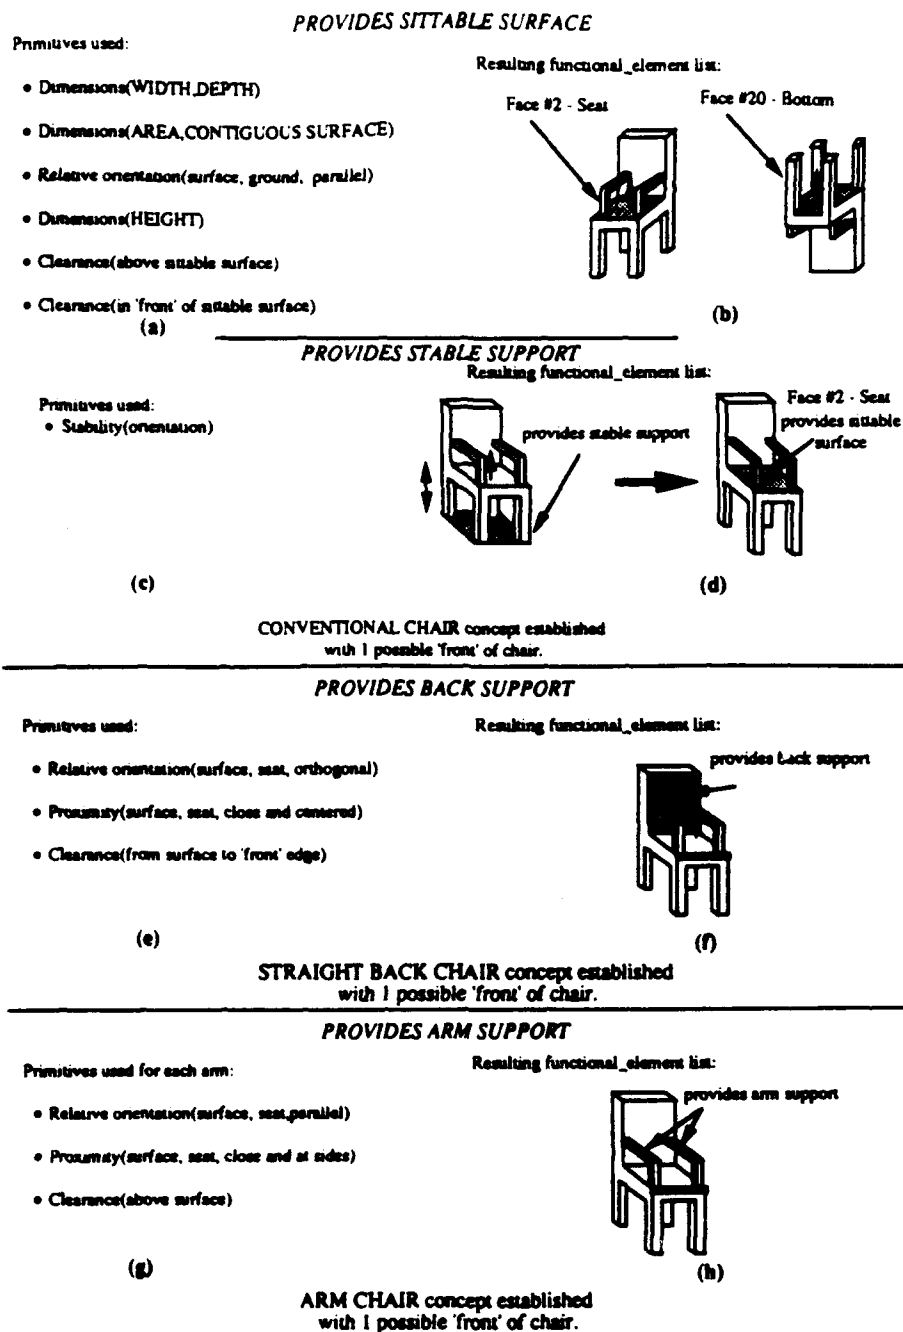 PROVIDES SITTABLE SURFACE
Primitives used:
• Dimensions(WIDTH,DEPTH)
• Dimensions(AREA,CONTIGUOUS SURFACE)
• Relative orientation(surface, ground, parallel)
• Dimensions(HEIGHT)
• Clearance(above sittable surface)
• Clearance(in 'front' of sittable surface)
(a)
Resulting functional_element list:
Face #2 - Seat
Face #20 - Bottom
(b)
PROVIDES STABLE SUPPORT
Primitives used:
• Stability(orientation)
(c)
Resulting functional_element list:
provides stable support
Face #2 - Seat
provides sittable
surface
(d)
CONVENTIONAL CHAIR concept established
with 1 possible 'front' of chair.
PROVIDES BACK SUPPORT
Primitives used:
• Relative orientation(surface, seat, orthogonal)
• Proximity(surface, seat, close and centered)
• Clearance(from surface to 'front' edge)
(e)
Resulting functional_element list:
provides back support
(f)
STRAIGHT BACK CHAIR concept established
with 1 possible 'front' of chair.
PROVIDES ARM SUPPORT
Primitives used for each arm:
• Relative orientation(surface, seat,parallel)
• Proximity(surface, seat, close and at sides)
• Clearance(above surface)
(g)
Resulting functional_element list:
provides arm support
(h)
ARM CHAIR concept established
with 1 possible 'front' of chair.